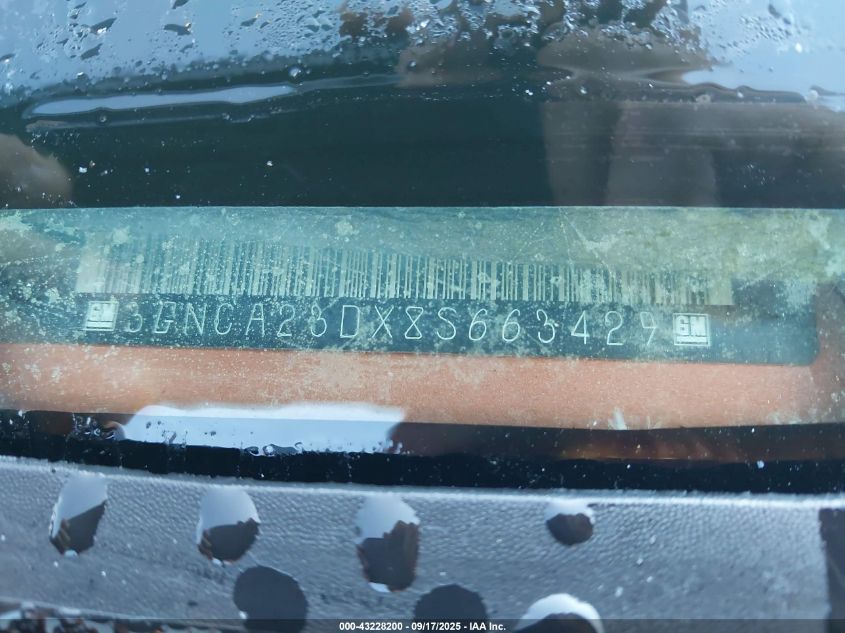 GM 3GNCA23DX8S663429 GM
000-43228200 - 09/17/2025 - IAA Inc.